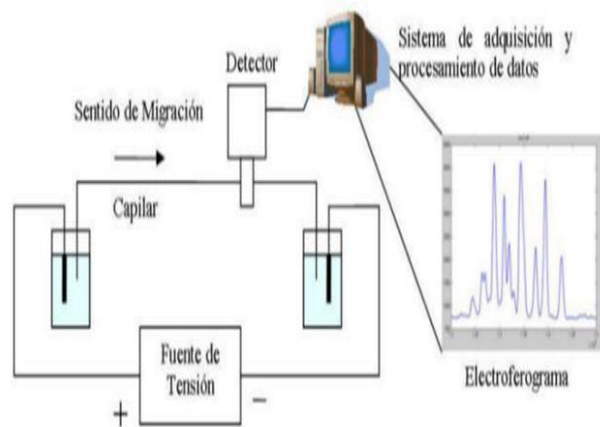 Sistema de adquisición y
procesamiento de datos
Detector
Sentido de Migración
Capilar
Fuente de
Tensión
+
−
Electroferograma